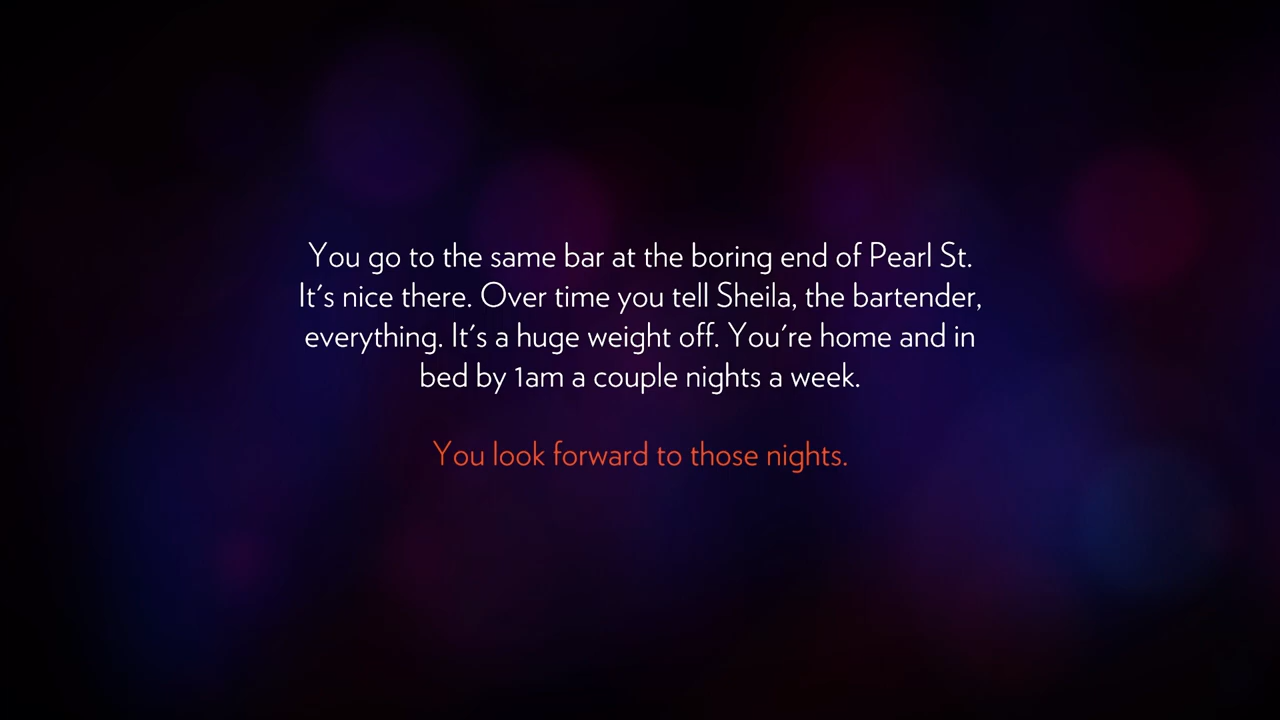 You go to the same bar at the boring end of Pearl St.
It's nice there. Over time you tell Sheila, the bartender,
everything. It's a huge weight off. You're home and in
bed by 1am a couple nights a week.
You look forward to those nights.